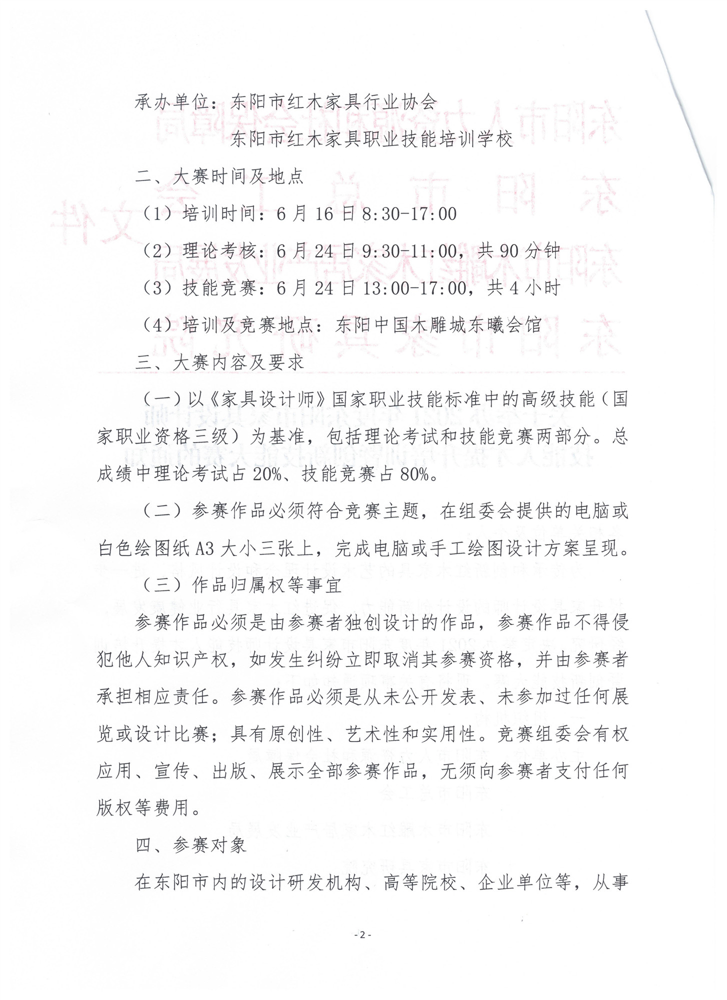 承办单位：东阳市红木家具行业协会
东阳市红木家具职业技能培训学校
二、大赛时间及地点
（1）培训时间：6月16日8:30-17:00
（2）理论考核：6月24日9:30-11:00，共90分钟
（3）技能竞赛：6月24日13:00-17:00，共4小时
（4）培训及竞赛地点：东阳中国木雕城东曦会馆
三、大赛内容及要求
（一）以《家具设计师》国家职业技能标准中的高级技能（国
家职业资格三级）为基准，包括理论考试和技能竞赛两部分。总
成绩中理论考试占20%、技能竞赛占80%。
（二）参赛作品必须符合竞赛主题，在组委会提供的电脑或
白色绘图纸A3大小三张上，完成电脑或手工绘图设计方案呈现。
（三）作品归属权等事宜
参赛作品必须是由参赛者独创设计的作品，参赛作品不得侵
犯他人知识产权，如发生纠纷立即取消其参赛资格，并由参赛者
承担相应责任。参赛作品必须是从未公开发表、未参加过任何展
览或设计比赛；具有原创性、艺术性和实用性。竞赛组委会有权
应用、宣传、出版、展示全部参赛作品，无须向参赛者支付任何
版权等费用。
四、参赛对象
在东阳市内的设计研发机构、高等院校、企业单位等，从事
-2-